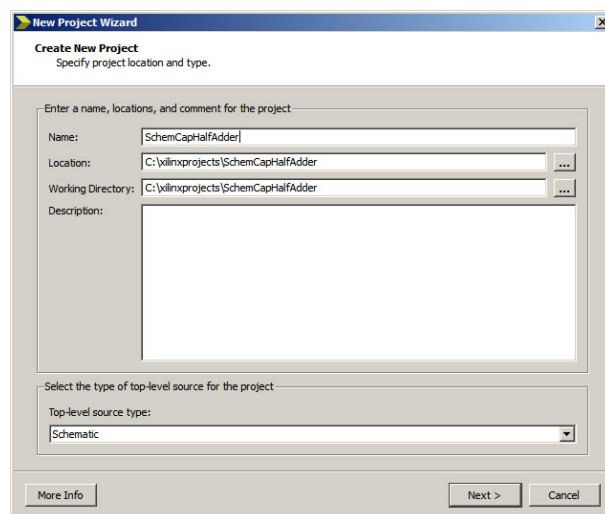 New Project Wizard
Create New Project
Specify project location and type.
Enter a name, locations, and comment for the project
Name:
SchemCapHalfAdder
Location:
C:\xilinxprojects\SchemCapHalfAdder
...
Working Directory:
C:\xilinxprojects\SchemCapHalfAdder
...
Description:
Select the type of top-level source for the project
Top-level source type:
Schematic
More Info
Next >
Cancel